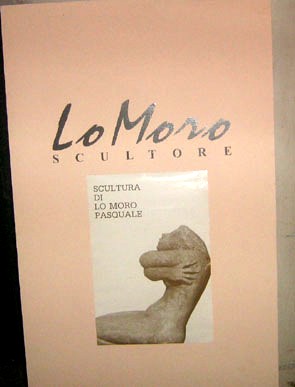 Lo Moro
SCULTORE
SCULTURA
DI
LO MORO
PASQUALE